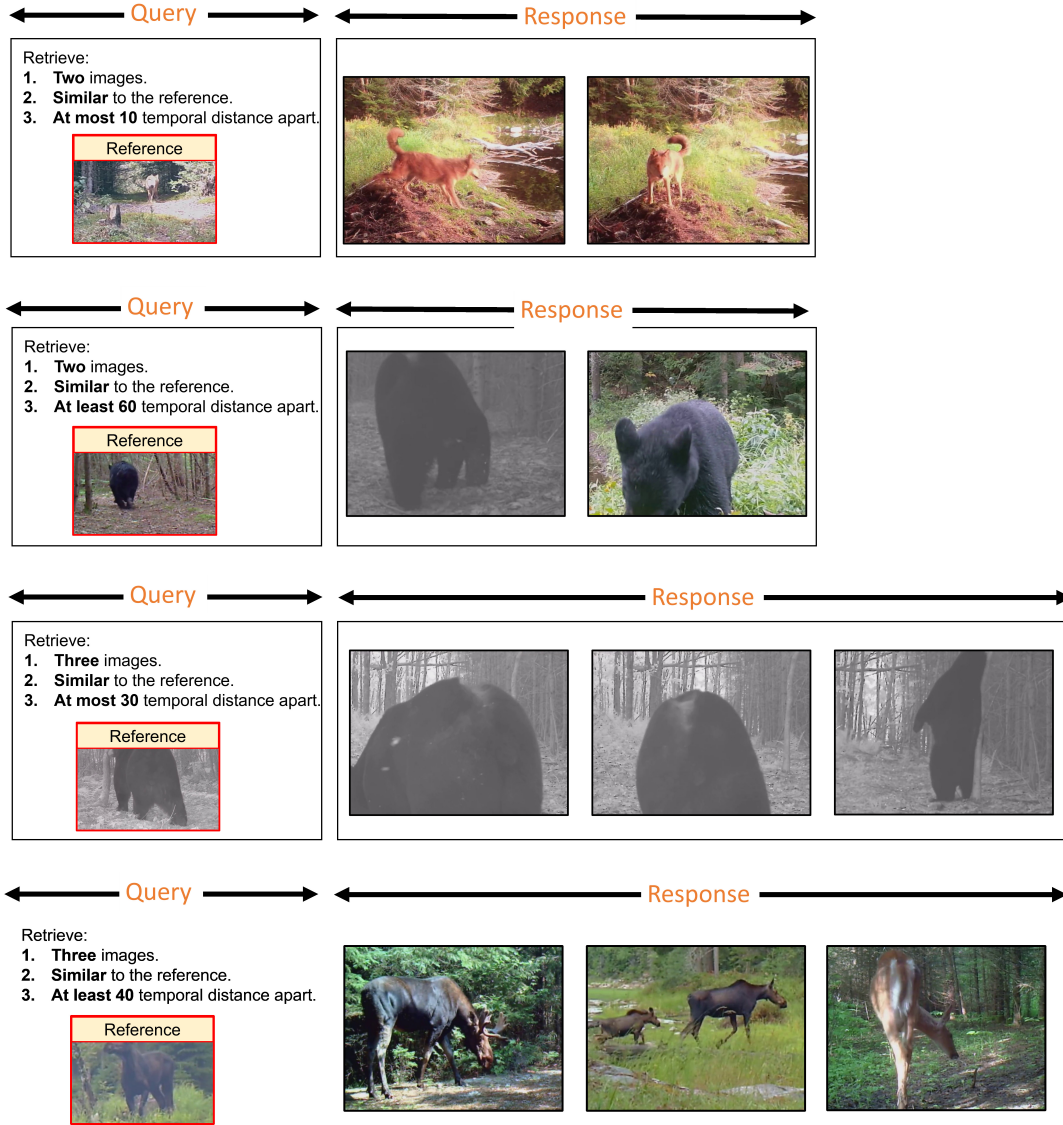 Query
Response
Retrieve:
1. Two images.
2. Similar to the reference.
3. At most 10 temporal distance apart.
Reference
Query
Response
Retrieve:
1. Two images.
2. Similar to the reference.
3. At least 60 temporal distance apart.
Reference
Query
Response
Retrieve:
1. Three images.
2. Similar to the reference.
3. At most 30 temporal distance apart.
Reference
Query
Response
Retrieve:
1. Three images.
2. Similar to the reference.
3. At least 40 temporal distance apart.
Reference